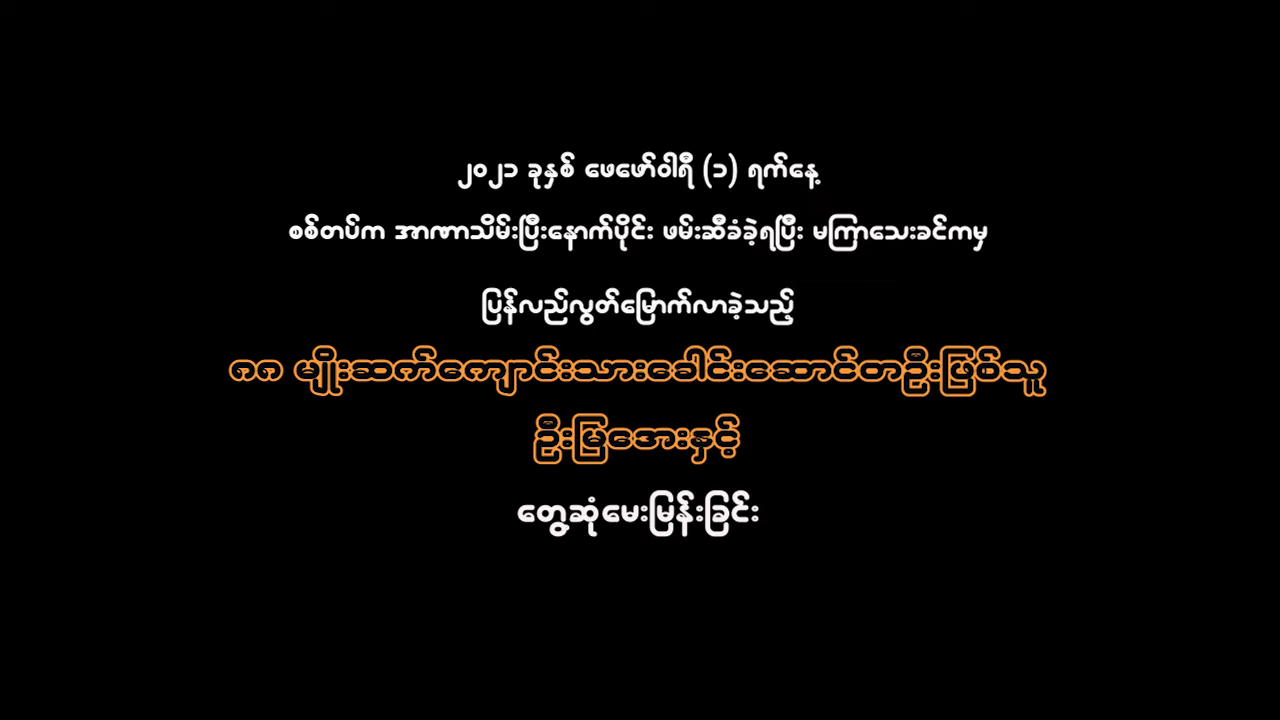 ၂၀၂၁ ခုနှစ် ဖေဖော်ဝါရီ (၁) ရက်နေ့
စစ်တပ်က အာဏာသိမ်းပြီးနောက်ပိုင်း ဖမ်းဆီခံခဲ့ရပြီး မကြာသေးခင်ကမှ
ပြန်လည်လွတ်မြောက်လာခဲ့သည့်
၈၈ မျိုးဆက်ကျောင်းသားခေါင်းဆောင်တဦးဖြစ်သူ
ဦးမြအေးနှင့်
တွေ့ဆုံမေးမြန်းခြင်း